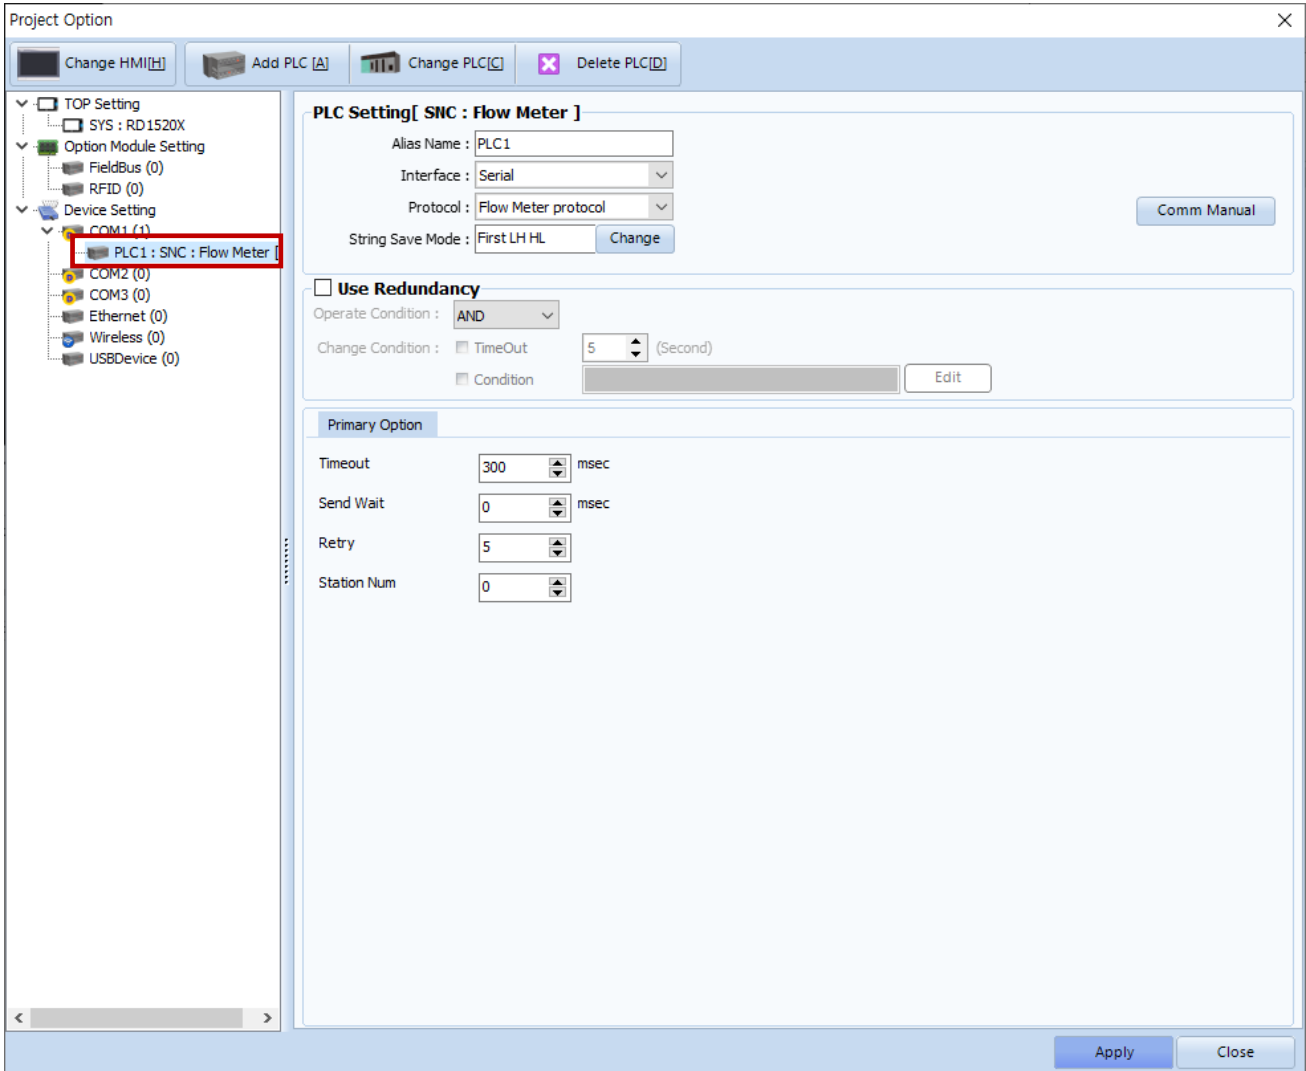 Project Option
Change HMI[H]
Add PLC [A]
Change PLC[C]
Delete PLC[D]
TOP Setting
SYS : RD1520X
Option Module Setting
FieldBus (0)
RFID (0)
Device Setting
COM1 (1)
PLC1 : SNC : Flow Meter [
COM2 (0)
COM3 (0)
Ethernet (0)
Wireless (0)
USBDevice (0)
PLC Setting[ SNC : Flow Meter ]
Alias Name : PLC1
Interface : Serial
Protocol : Flow Meter protocol
Comm Manual
String Save Mode : First LH HL Change
Use Redundancy
Operate Condition : AND
Change Condition : TimeOut 5 (Second)
Condition Edit
Primary Option
Timeout 300 msec
Send Wait 0 msec
Retry 5
Station Num 0
Apply
Close